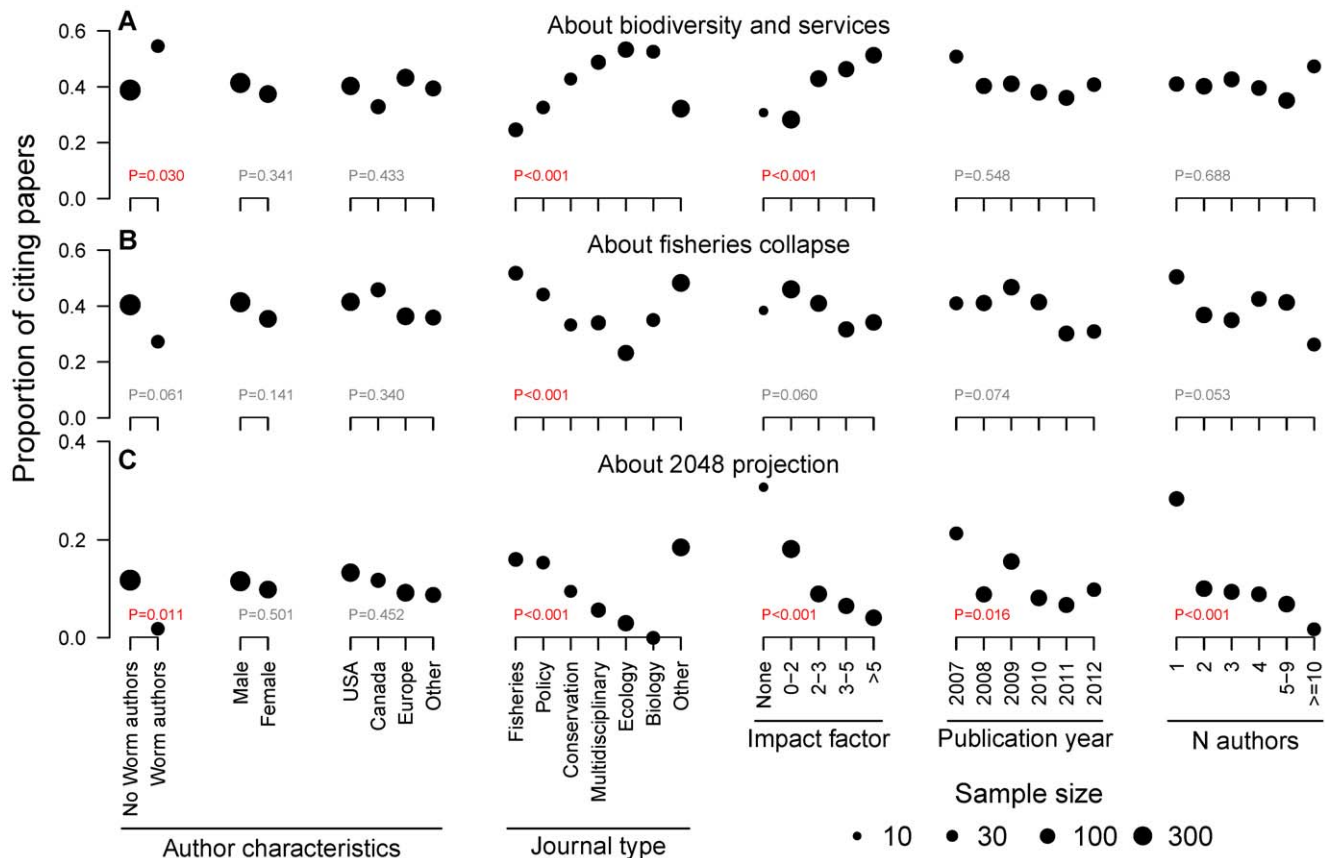 A
About biodiversity and services
0.6
0.4
0.2
0.0
P=0.030
P=0.341
P=0.433
P<0.001
P<0.001
P=0.548
P=0.688
Proportion of citing papers
B
About fisheries collapse
0.6
0.4
0.2
0.0
P=0.061
P=0.141
P=0.340
P<0.001
P=0.060
P=0.074
P=0.053
C
About 2048 projection
0.4
0.2
0.0
P=0.011
P=0.501
P=0.452
P<0.001
P<0.001
P=0.016
P<0.001
No Worm authors
Worm authors
Male
Female
USA
Canada
Europe
Other
Fisheries
Policy
Conservation
Multidisciplinary
Ecology
Biology
Other
None
0−2
2−3
3−5
>5
2007
2008
2009
2010
2011
2012
1
2
3
4
5−9
>=10
Author characteristics
Journal type
Impact factor
Publication year
N authors
Sample size
10
30
100
300